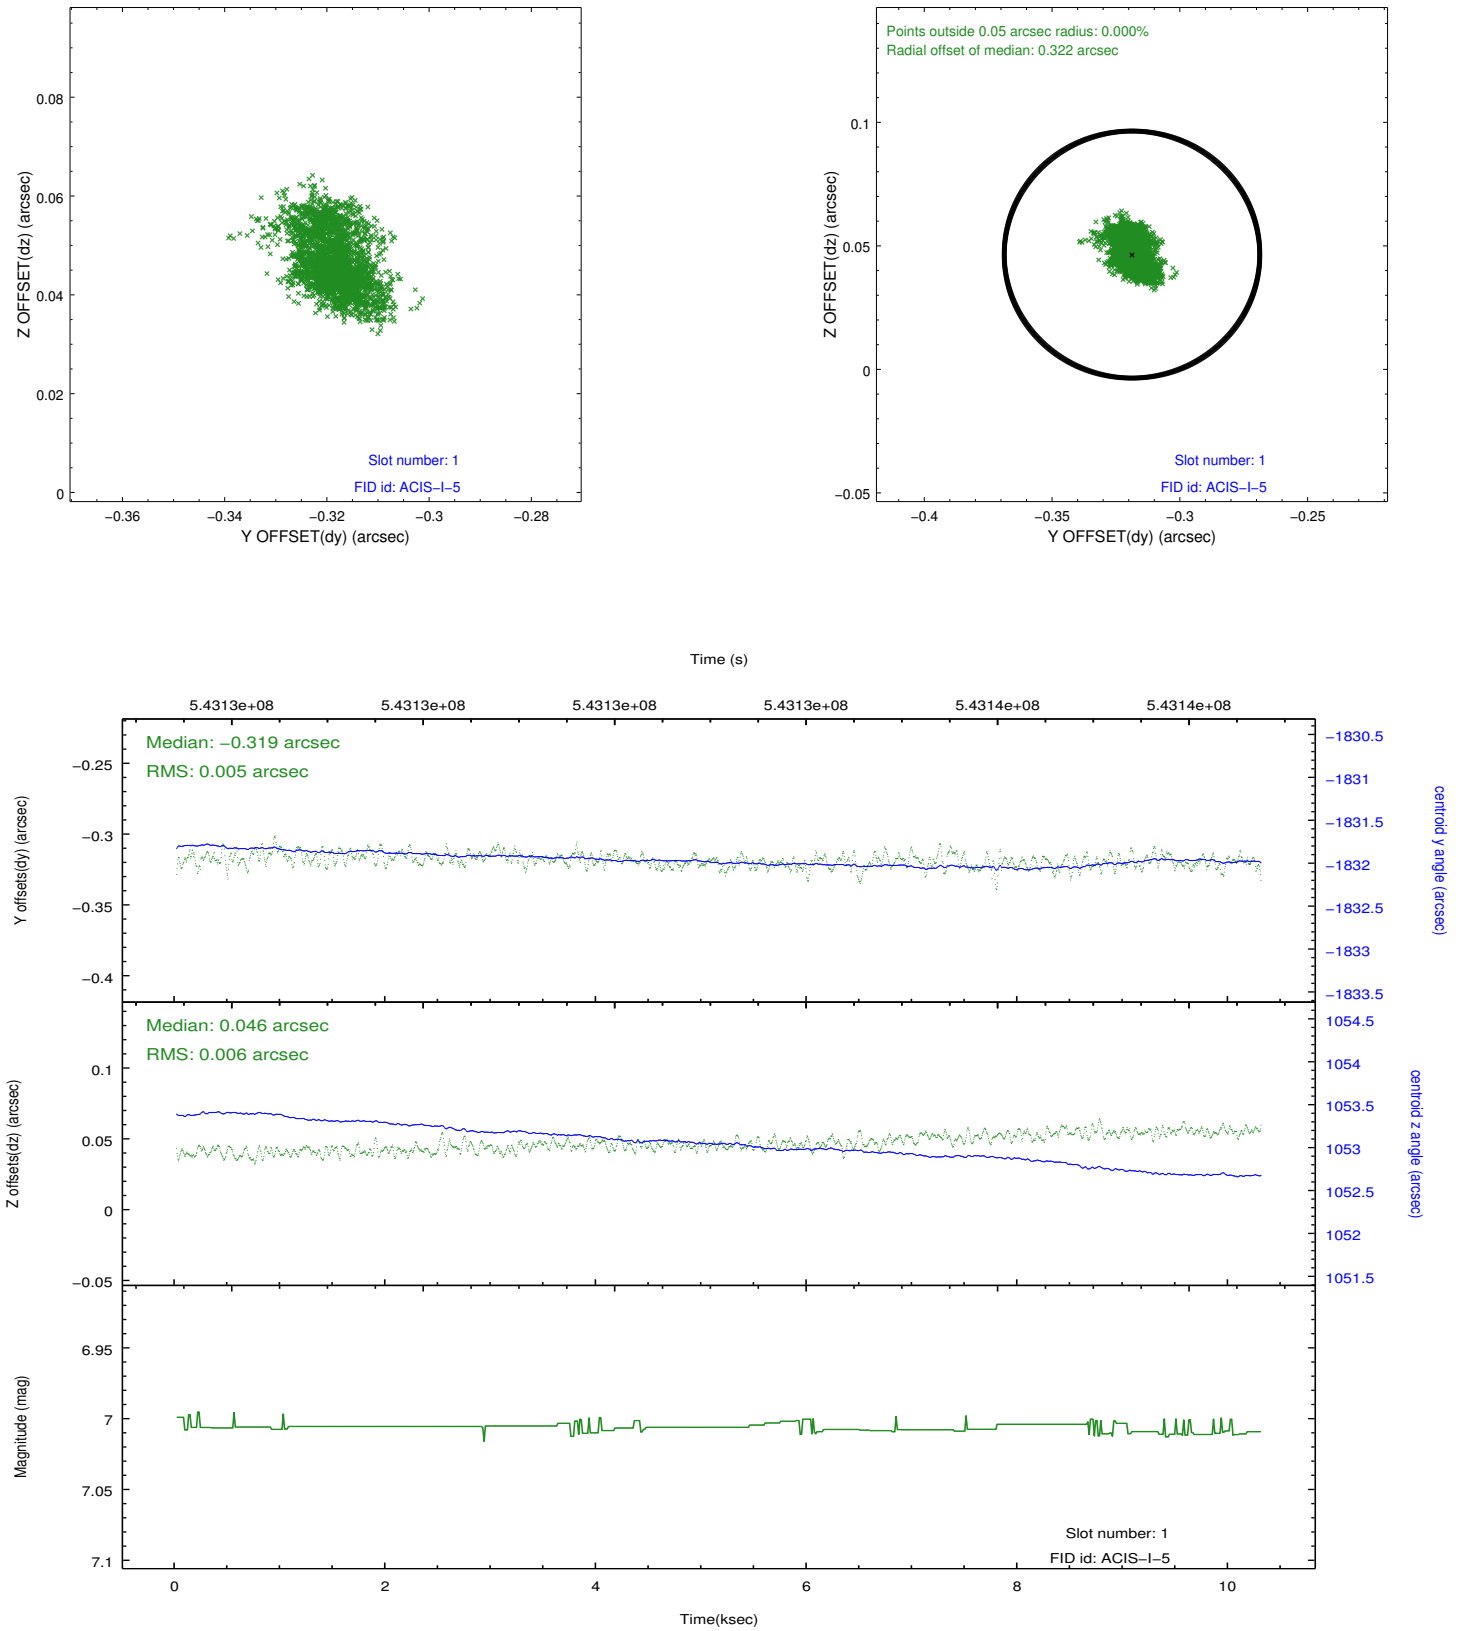 0.08
0.06
0.04
0.02
0
Z OFFSET(dz) (arcsec)
Slot number: 1
FID id: ACIS−I−5
−0.36 −0.34 −0.32 −0.3 −0.28
Y OFFSET(dy) (arcsec)
Points outside 0.05 arcsec radius: 0.000%
Radial offset of median: 0.322 arcsec
0.1
0.05
0
−0.05
Z OFFSET(dz) (arcsec)
Slot number: 1
FID id: ACIS−I−5
−0.4 −0.35 −0.3 −0.25
Y OFFSET(dy) (arcsec)
Time (s)
5.4313e+08 5.4313e+08 5.4313e+08 5.4313e+08 5.4314e+08 5.4314e+08
Median: −0.319 arcsec
RMS: 0.005 arcsec
−0.25
−0.3
−0.35
−0.4
Y offsets(dy) (arcsec)
−1830.5
−1831
−1831.5
−1832
−1832.5
−1833
−1833.5
centroid y angle (arcsec)
Median: 0.046 arcsec
RMS: 0.006 arcsec
0.1
0.05
0
−0.05
Z offsets(dz) (arcsec)
1054.5
1054
1053.5
1053
1052.5
1052
1051.5
centroid z angle (arcsec)
6.95
7
7.05
7.1
Magnitude (mag)
Slot number: 1
FID id: ACIS−I−5
0 2 4 6 8 10
Time(ksec)